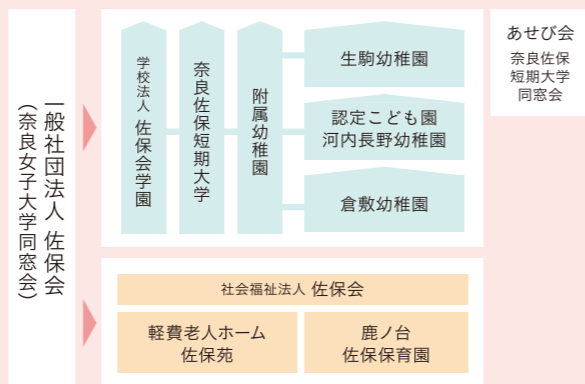 一般社団法人 佐保会
（奈良女子大学同窓会）
学校法人 佐保会学園
奈良佐保短期大学
附属幼稚園
生駒幼稚園
認定こども園
河内長野幼稚園
倉敷幼稚園
あせび会
奈良佐保
短期大学
同窓会
社会福祉法人 佐保会
軽費老人ホーム
佐保苑
鹿ノ台
佐保保育園